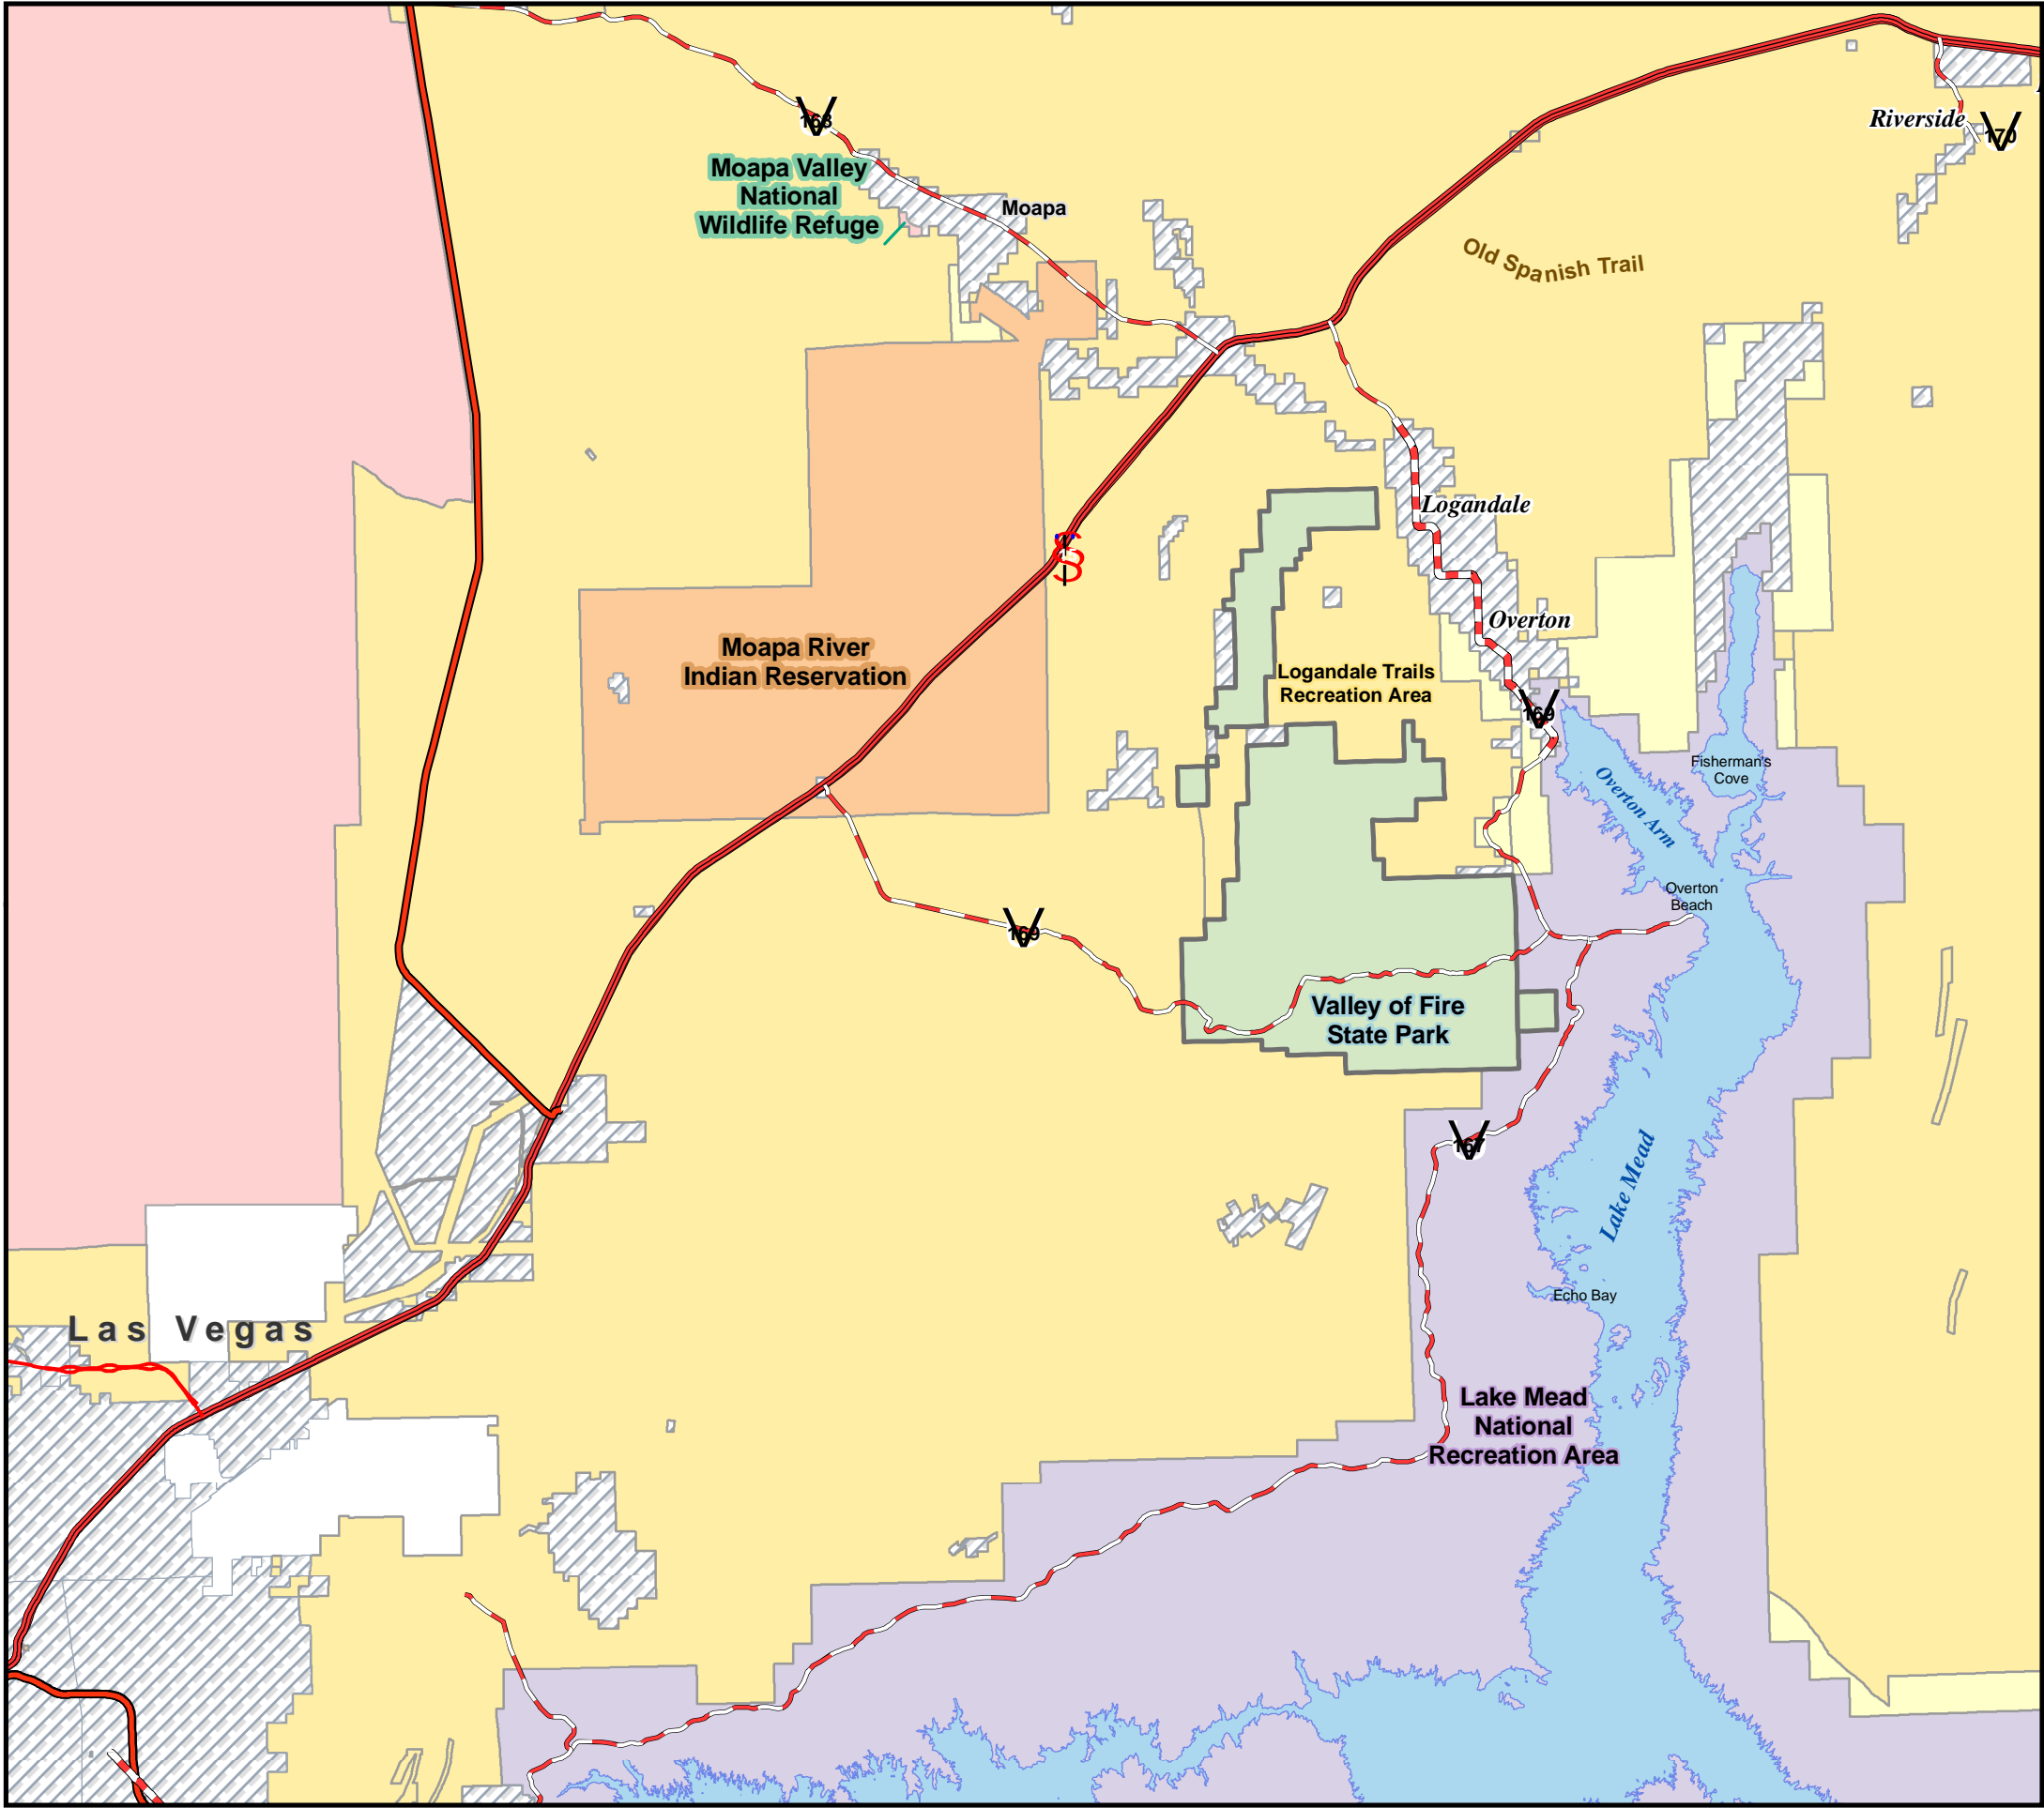 168
Riverside
170
Moapa Valley
National
Wildlife Refuge
Moapa
Old Spanish Trail
Logandale
Overton
Moapa River
Indian Reservation
Logandale Trails
Recreation Area
169
Fisherman's
Cove
Overton Arm
Overton
Beach
169
Valley of Fire
State Park
167
Lake Mead
Echo Bay
Las Vegas
Lake Mead
National
Recreation Area